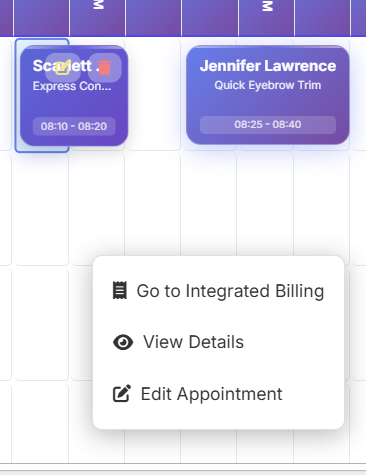 M
M
Scarlett .
Express Con...
08:10 - 08:20
Jennifer Lawrence
Quick Eyebrow Trim
08:25 - 08:40
Go to Integrated Billing
View Details
Edit Appointment